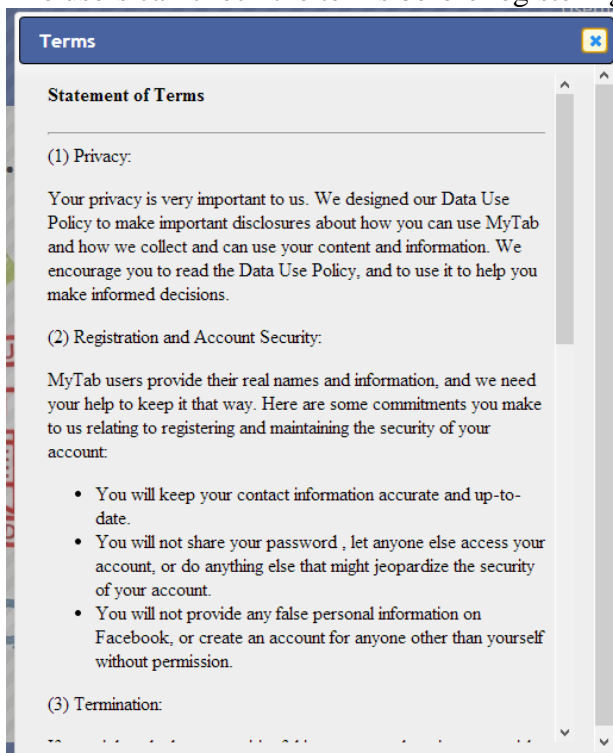 Terms
Statement of Terms
(1) Privacy:
Your privacy is very important to us. We designed our Data Use
Policy to make important disclosures about how you can use MyTab
and how we collect and can use your content and information. We
encourage you to read the Data Use Policy, and to use it to help you
make informed decisions.
(2) Registration and Account Security:
MyTab users provide their real names and information, and we need
your help to keep it that way. Here are some commitments you make
to us relating to registering and maintaining the security of your
account:
• You will keep your contact information accurate and up-to-
date.
• You will not share your password , let anyone else access your
account, or do anything else that might jeopardize the security
of your account.
• You will not provide any false personal information on
Facebook, or create an account for anyone other than yourself
without permission.
(3) Termination: